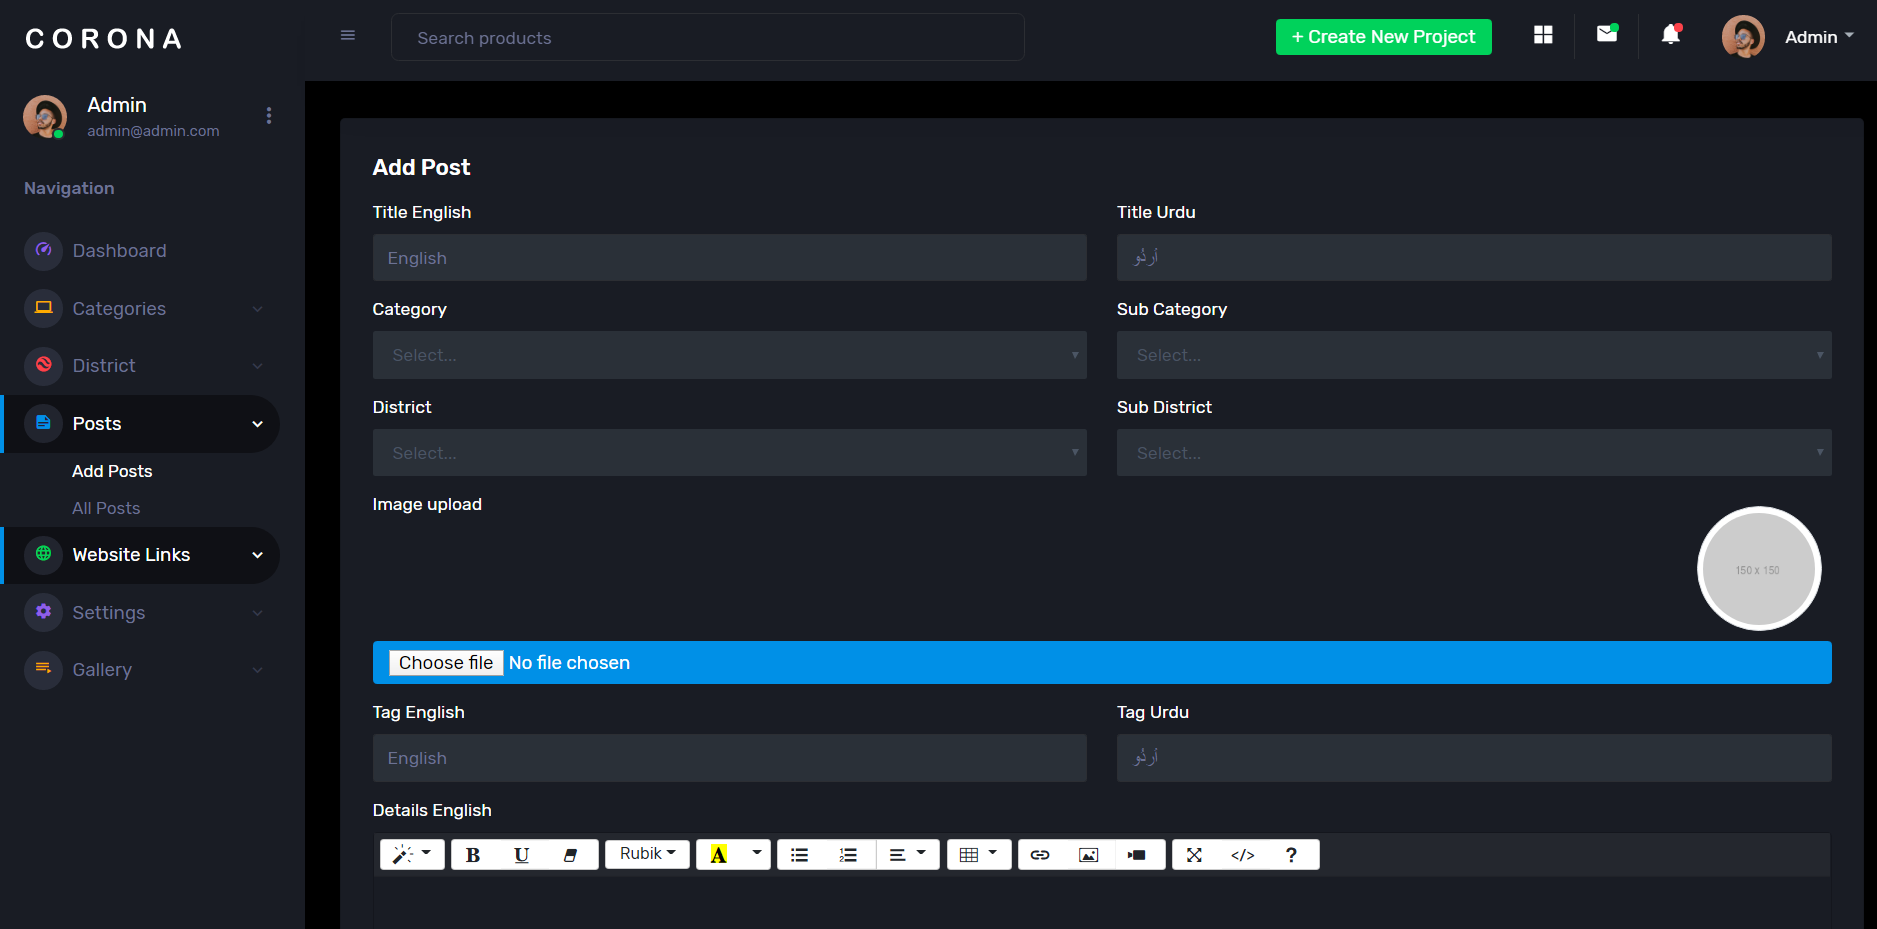 CORONA
Search products
+ Create New Project
Admin
Admin
admin@admin.com
Navigation
Dashboard
Categories
District
Posts
Add Posts
All Posts
Website Links
Settings
Gallery
Add Post
Title English
Title Urdu
English
اُردُو
Category
Sub Category
Select...
Select...
District
Sub District
Select...
Select...
Image upload
150 x 150
Choose file No file chosen
Tag English
Tag Urdu
English
اُردُو
Details English
B U Rubik A </> ?